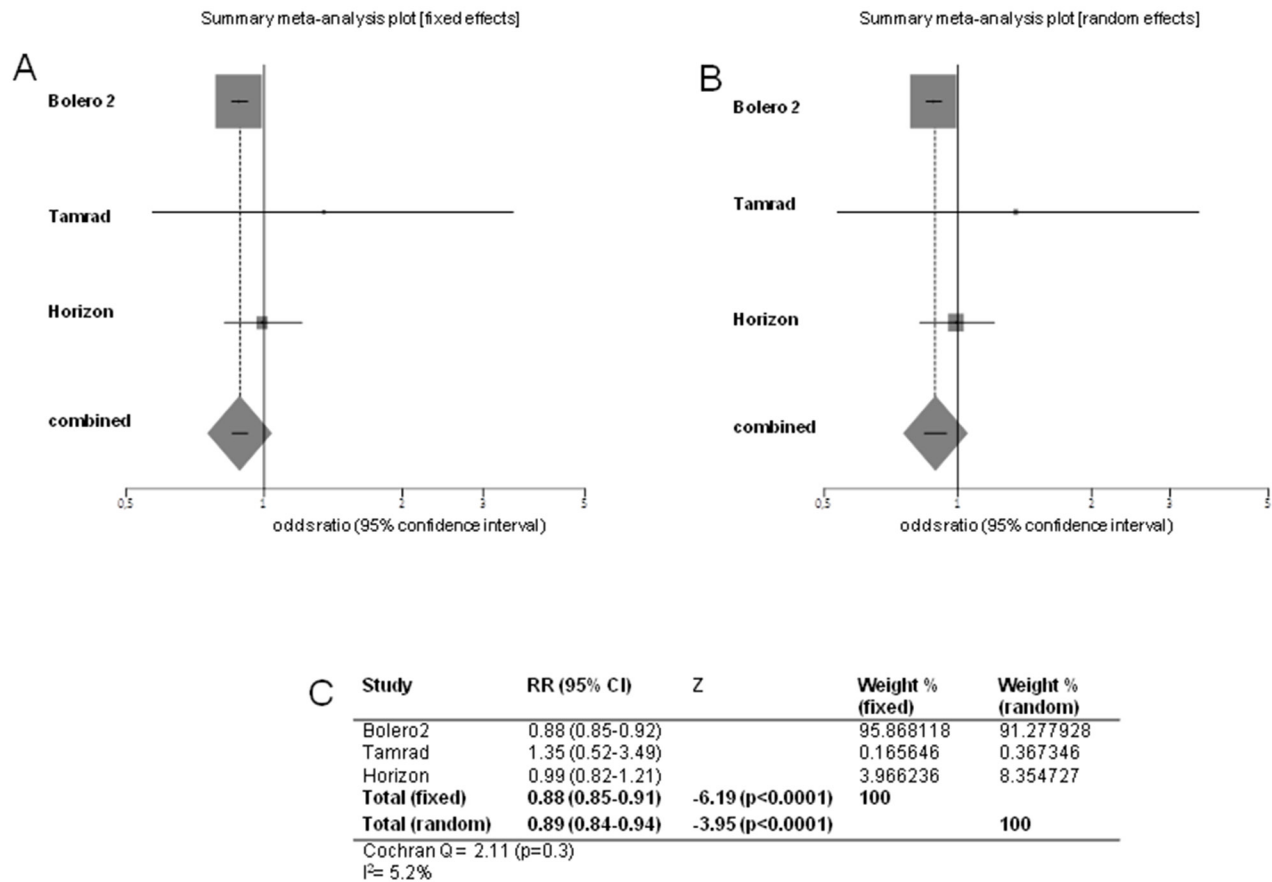 Summary meta-analysis plot [fixed effects]
A
Bolero 2
Tamrad
Horizon
combined
0.5 1 2 3 5
odds ratio (95% confidence interval)
Summary meta-analysis plot [random effects]
B
Bolero 2
Tamrad
Horizon
combined
0.5 1 2 3 5
odds ratio (95% confidence interval)
C
Study RR (95% CI) Z Weight % (fixed) Weight % (random)
Bolero2 0.88 (0.85-0.92) 95.868118 91.277928
Tamrad 1.35 (0.52-3.49) 0.165646 0.367346
Horizon 0.99 (0.82-1.21) 3.966236 8.354727
Total (fixed) 0.88 (0.85-0.91) -6.19 (p<0.0001) 100
Total (random) 0.89 (0.84-0.94) -3.95 (p<0.0001) 100
Cochran Q = 2.11 (p=0.3)
I²= 5.2%